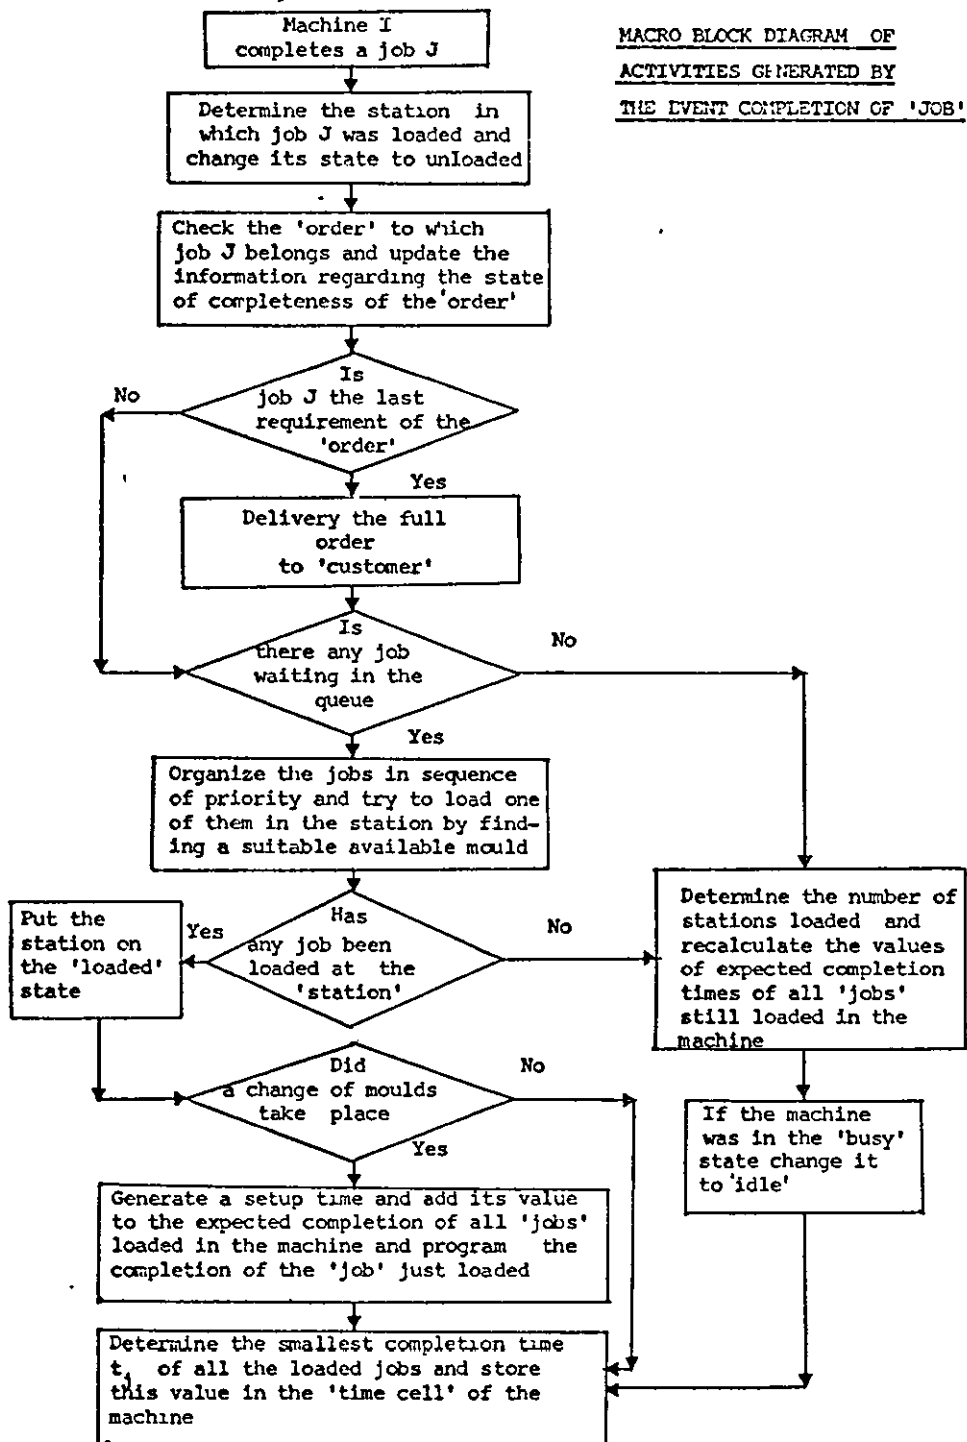 Machine I
completes a job J
MACRO BLOCK DIAGRAM OF
ACTIVITIES GENERATED BY
THE EVENT COMPLETION OF 'JOB'
Determine the station in
which job J was loaded and
change its state to unloaded
Check the 'order' to which
job J belongs and update the
information regarding the state
of completeness of the 'order'
Is
job J the last
requirement of the
'order'
No
Yes
Delivery the full
order
to 'customer'
Is
there any job
waiting in the
queue
No
Yes
Organize the jobs in sequence
of priority and try to load one
of them in the station by find-
ing a suitable available mould
Has
any job been
loaded at the
'station'
Yes
No
Put the
station on
the 'loaded'
state
Determine the number of
stations loaded and
recalculate the values
of expected completion
times of all 'jobs'
still loaded in the
machine
Did
a change of moulds
take place
No
Yes
If the machine
was in the 'busy'
state change it
to 'idle'
Generate a setup time and add its value
to the expected completion of all 'jobs'
loaded in the machine and program the
completion of the 'job' just loaded
Determine the smallest completion time
tj of all the loaded jobs and store
this value in the 'time cell' of the
machine